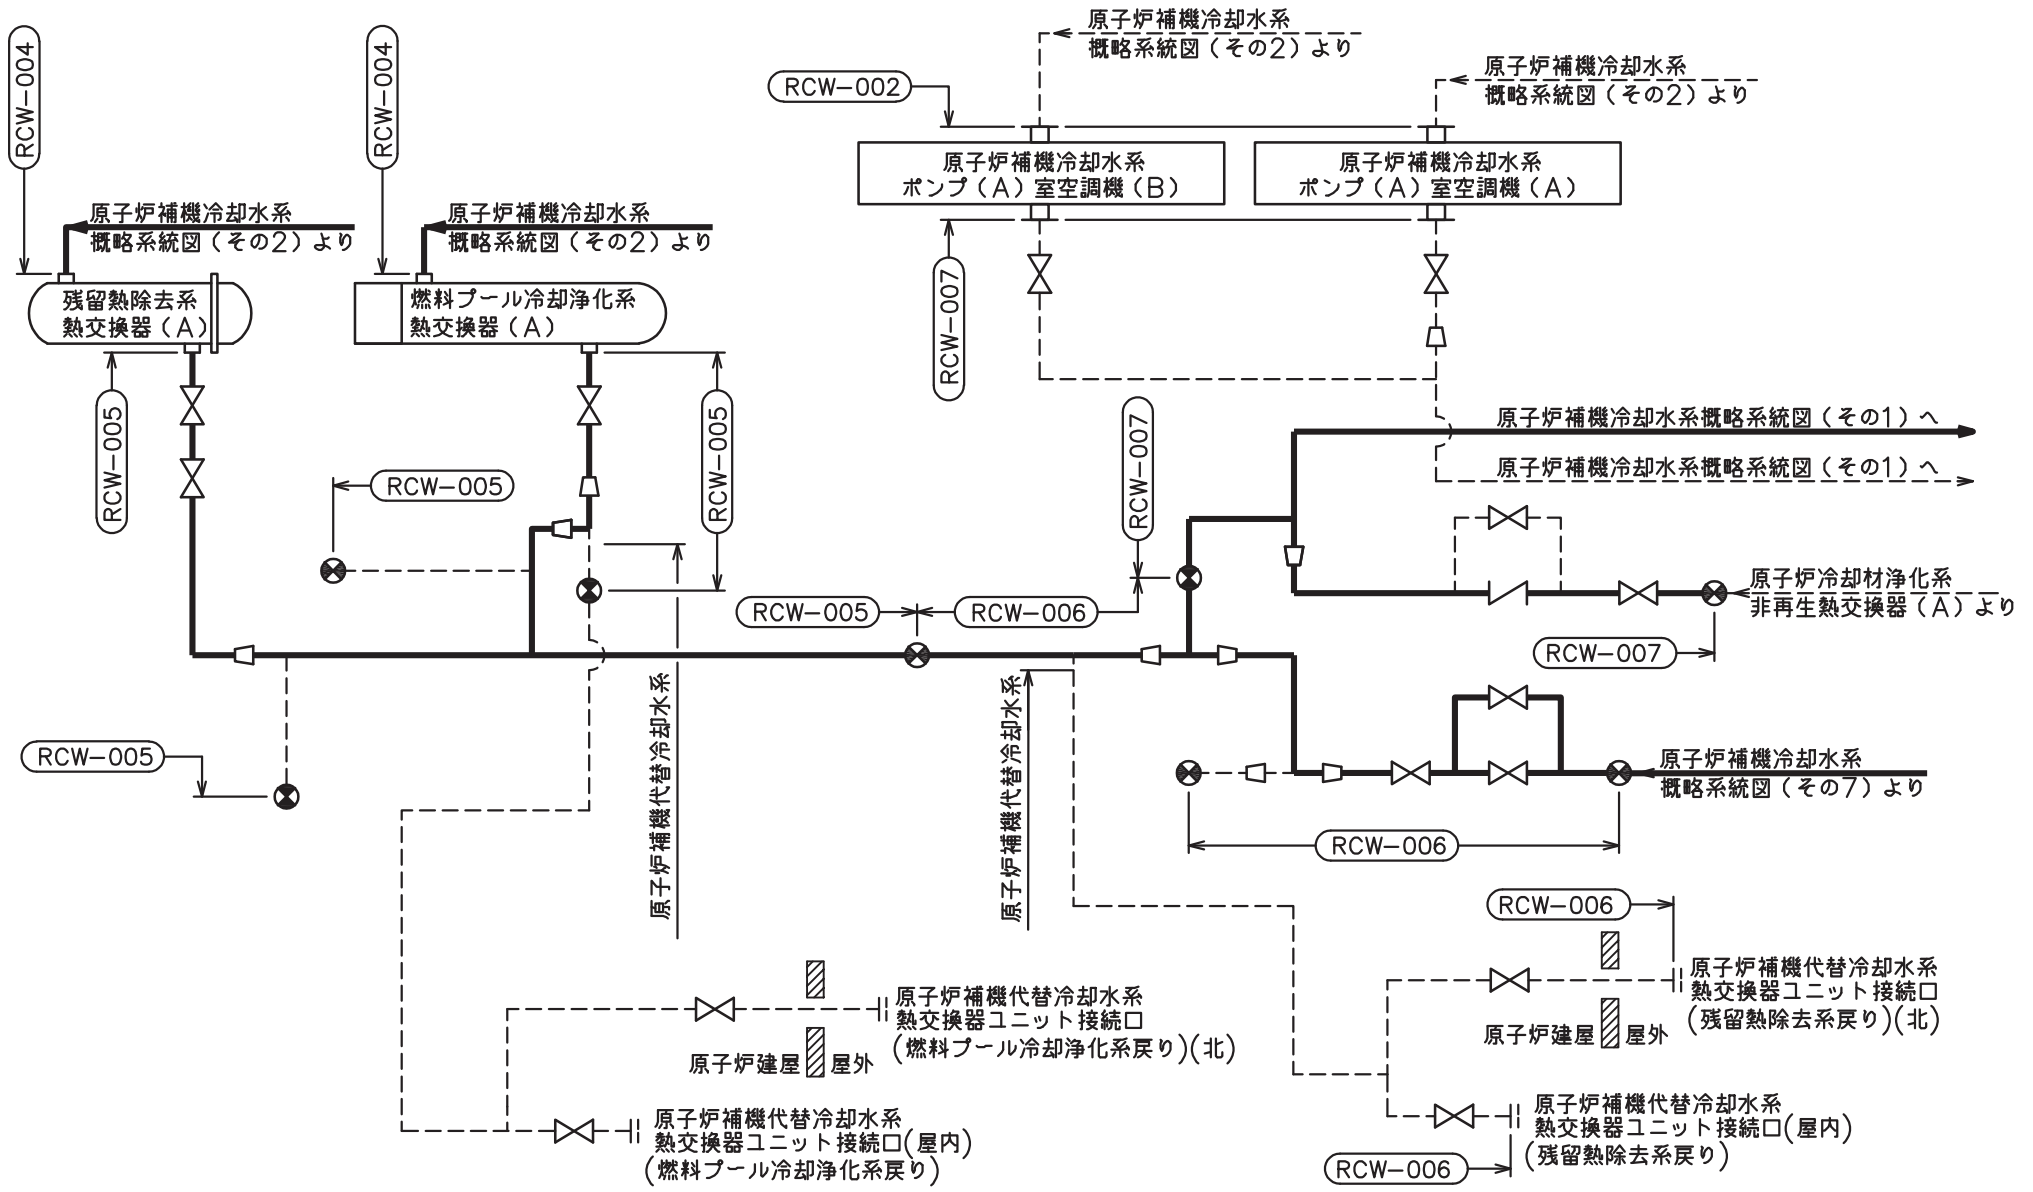 RCW-004
RCW-004
原子炉補機冷却水系
概略系統図(その2)より
原子炉補機冷却水系
概略系統図(その2)より
RCW-002
原子炉補機冷却水系
ポンプ(A)室空調機(B)
原子炉補機冷却水系
ポンプ(A)室空調機(A)
原子炉補機冷却水系
概略系統図(その2)より
原子炉補機冷却水系
概略系統図(その2)より
残留熱除去系
熱交換器(A)
燃料プール冷却浄化系
熱交換器(A)
RCW-007
RCW-005
RCW-005
RCW-005
RCW-007
原子炉補機冷却水系概略系統図(その1)へ
原子炉補機冷却水系概略系統図(その1)へ
原子炉冷却材浄化系
非再生熱交換器(A)より
RCW-005
RCW-006
RCW-007
原子炉補機代替冷却水系
原子炉補機代替冷却水系
RCW-005
原子炉補機冷却水系
概略系統図(その7)より
RCW-006
RCW-006
原子炉補機代替冷却水系
熱交換器ユニット接続口
(残留熱除去系戻り)(北)
原子炉建屋
屋外
原子炉補機代替冷却水系
熱交換器ユニット接続口
(燃料プール冷却浄化系戻り)(北)
原子炉建屋
屋外
原子炉補機代替冷却水系
熱交換器ユニット接続口(屋内)
(燃料プール冷却浄化系戻り)
原子炉補機代替冷却水系
熱交換器ユニット接続口(屋内)
(残留熱除去系戻り)
RCW-006